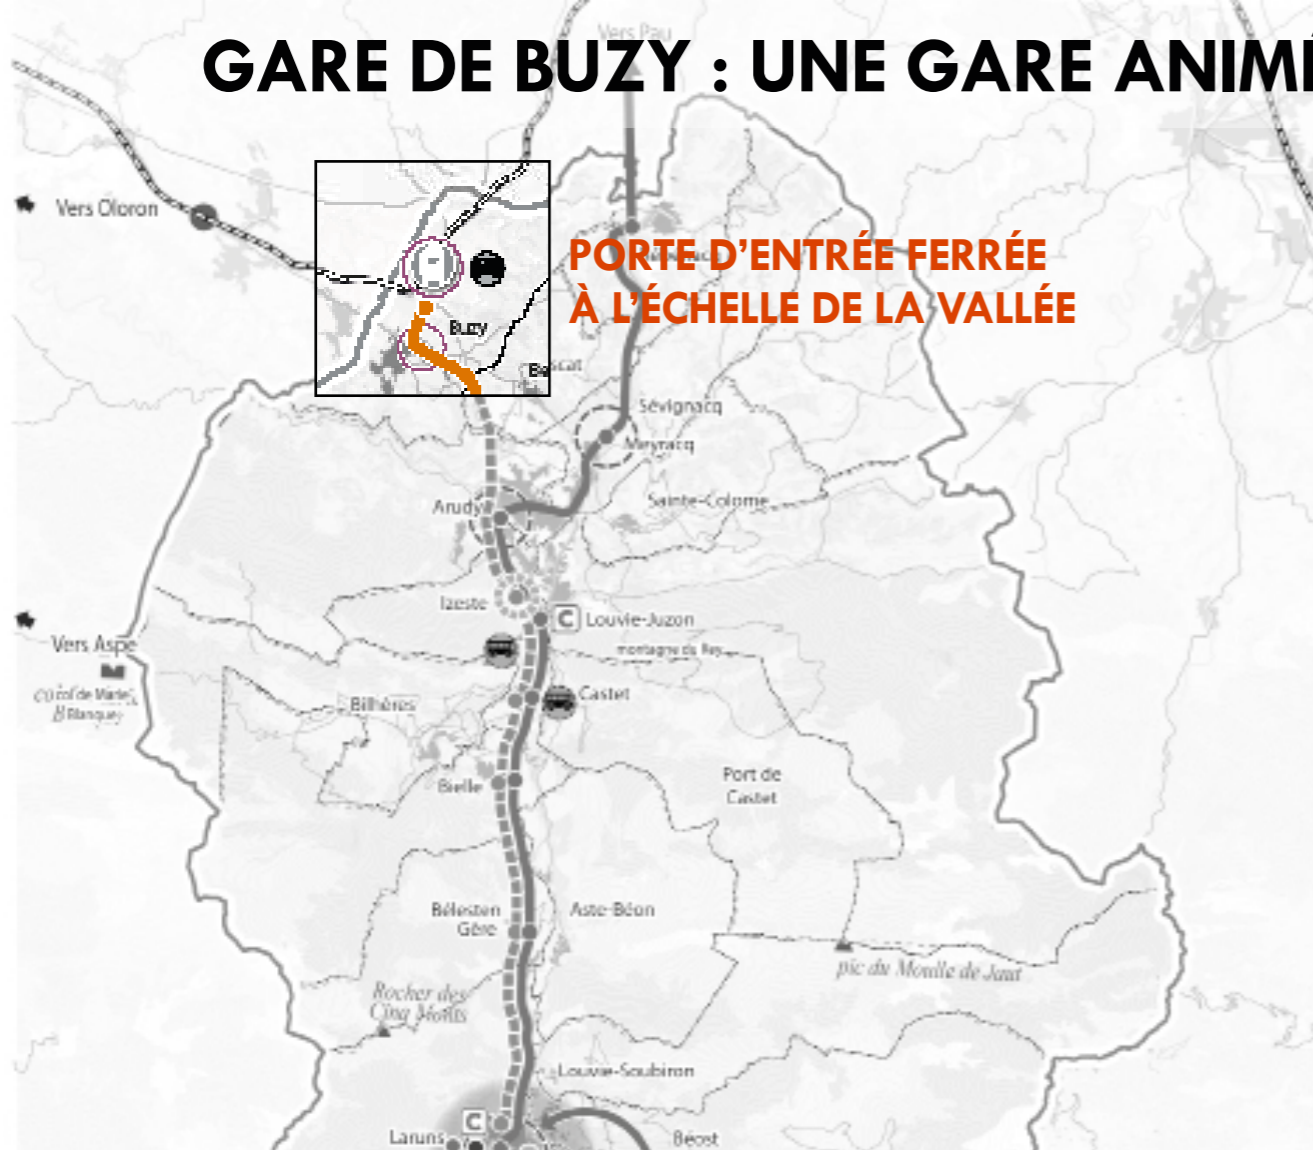 Vers Pau
GARE DE BUZY : UNE GARE ANIMÉ
Vers Oloron
PORTE D’ENTRÉE FERRÉE
À L’ÉCHELLE DE LA VALLÉE
BUZY
Sévignacq
Meyracq
Arudy
Sainte-Colome
Izeste
C
Louvie-Juzon
Vers Aspe
montagne du Rey
Castet
Bilhères
Port de
Castet
Bielle
Bélesten
Gère
Aste-Béon
pic du Moulle de Jaut
Rocher des
Cinq Monts
Louvie-Soubiron
C
Laruns
Béost